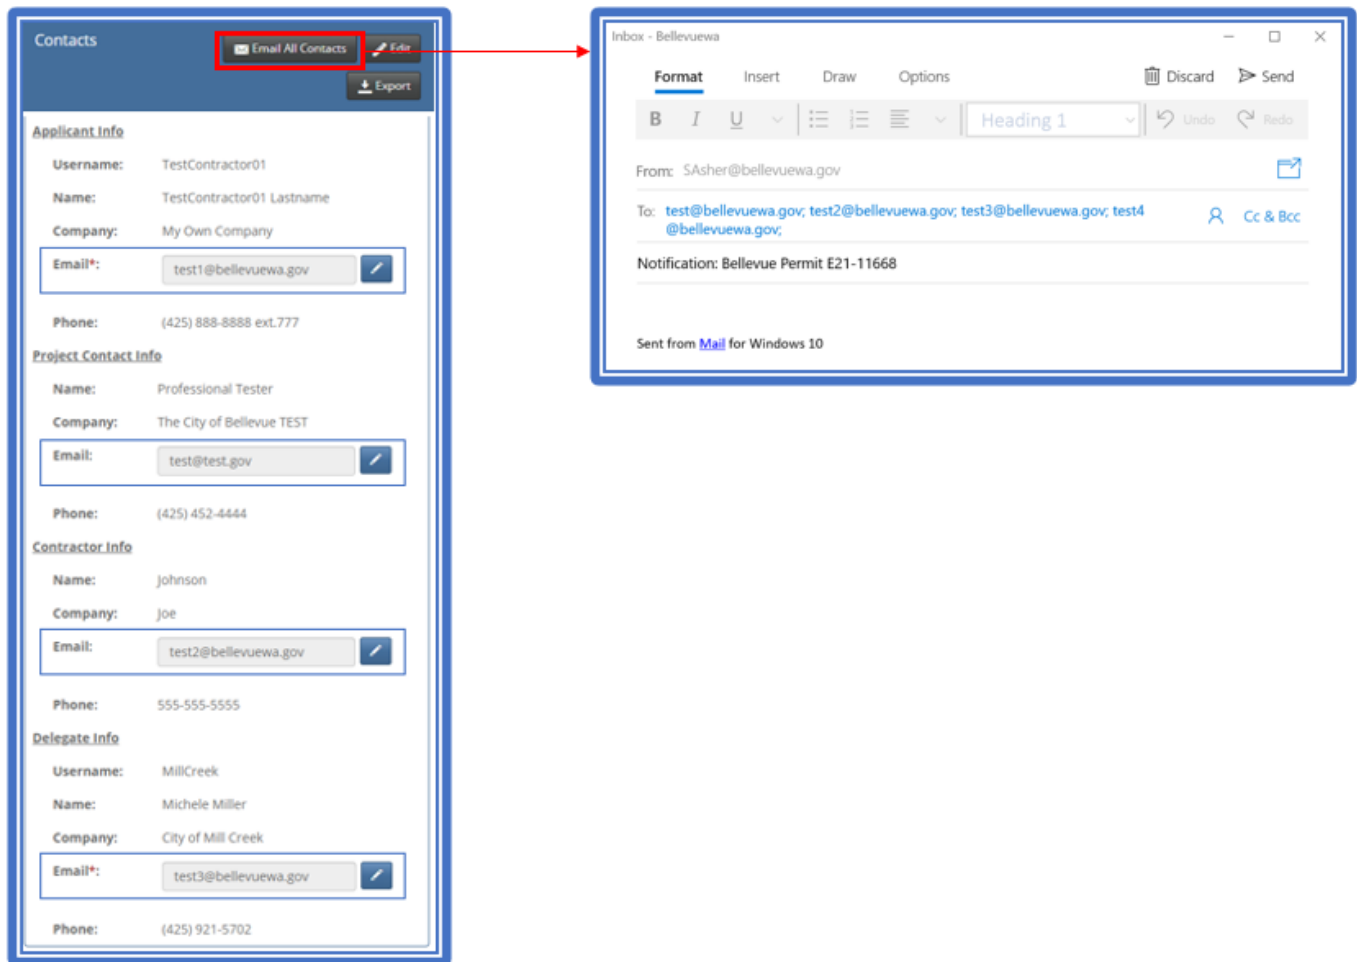 Contacts
Email All Contacts
Edit
Export
Applicant Info
Username: TestContractor01
Name: TestContractor01 Lastname
Company: My Own Company
Email*: test1@bellevuewa.gov
Phone: (425) 888-8888 ext.777
Project Contact Info
Name: Professional Tester
Company: The City of Bellevue TEST
Email: test@test.gov
Phone: (425) 452-4444
Contractor Info
Name: Johnson
Company: Joe
Email: test2@bellevuewa.gov
Phone: 555-555-5555
Delegate Info
Username: MillCreek
Name: Michele Miller
Company: City of Mill Creek
Email*: test3@bellevuewa.gov
Phone: (425) 921-5702
Inbox - Bellevuewa
Format Insert Draw Options Discard Send
B I U Heading 1 Undo Redo
From: SAsher@bellevuewa.gov
To: test@bellevuewa.gov; test2@bellevuewa.gov; test3@bellevuewa.gov; test4 Cc & Bcc
@bellevuewa.gov;
Notification: Bellevue Permit E21-11668
Sent from Mail for Windows 10